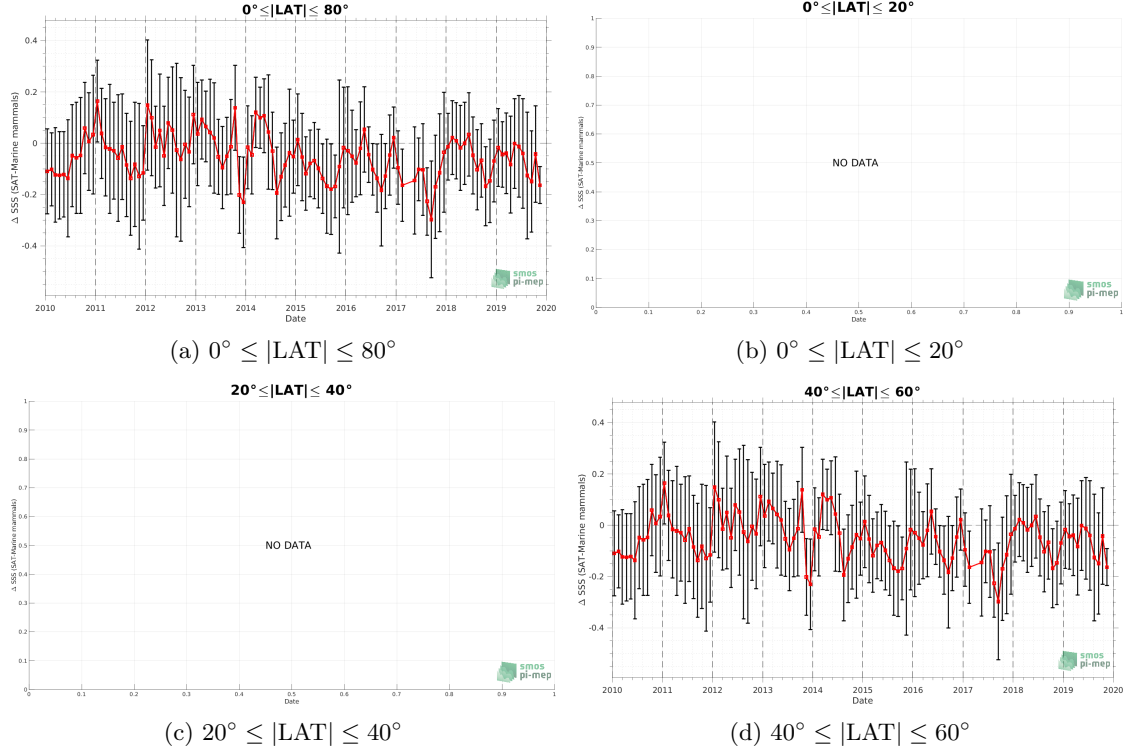 0°≤|LAT|≤ 80°
Δ SSS (SAT-Marine mammals)
0.4
0.2
0
-0.2
-0.4
2010 2011 2012 2013 2014 2015 2016 2017 2018 2019 2020
Date
smos
pi-mep
(a) 0° ≤ |LAT| ≤ 80°
0°≤|LAT|≤ 20°
Δ SSS (SAT-Marine mammals)
1
0.9
0.8
0.7
0.6
0.5
0.4
0.3
0.2
0.1
0
NO DATA
0 0.1 0.2 0.3 0.4 0.5 0.6 0.7 0.8 0.9 1
Date
smos
pi-mep
(b) 0° ≤ |LAT| ≤ 20°
20°≤|LAT|≤ 40°
Δ SSS (SAT-Marine mammals)
1
0.9
0.8
0.7
0.6
0.5
0.4
0.3
0.2
0.1
0
NO DATA
0 0.1 0.2 0.3 0.4 0.5 0.6 0.7 0.8 0.9 1
Date
smos
pi-mep
(c) 20° ≤ |LAT| ≤ 40°
40°≤|LAT|≤ 60°
Δ SSS (SAT-Marine mammals)
0.4
0.2
0
-0.2
-0.4
2010 2011 2012 2013 2014 2015 2016 2017 2018 2019 2020
Date
smos
pi-mep
(d) 40° ≤ |LAT| ≤ 60°